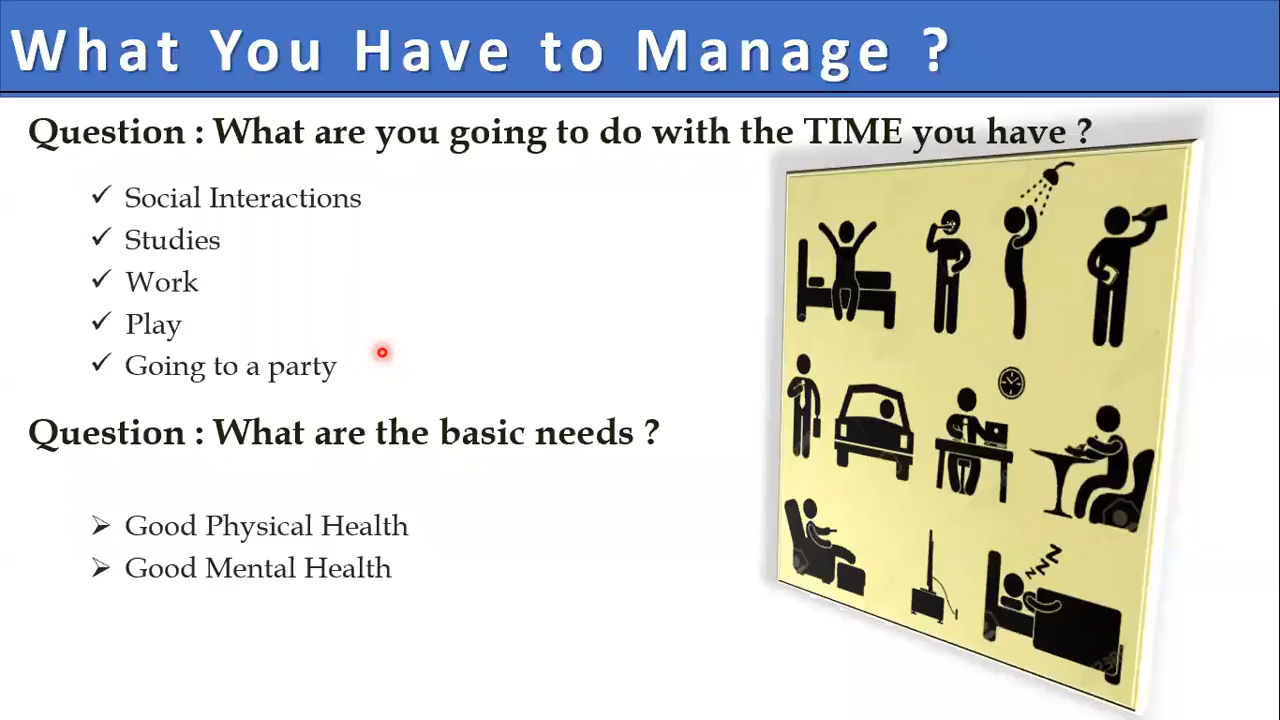 What You Have to Manage ?
Question : What are you going to do with the TIME you have ?
✓ Social Interactions
✓ Studies
✓ Work
✓ Play
✓ Going to a party
Question : What are the basic needs ?
➢ Good Physical Health
➢ Good Mental Health
ZZZZ